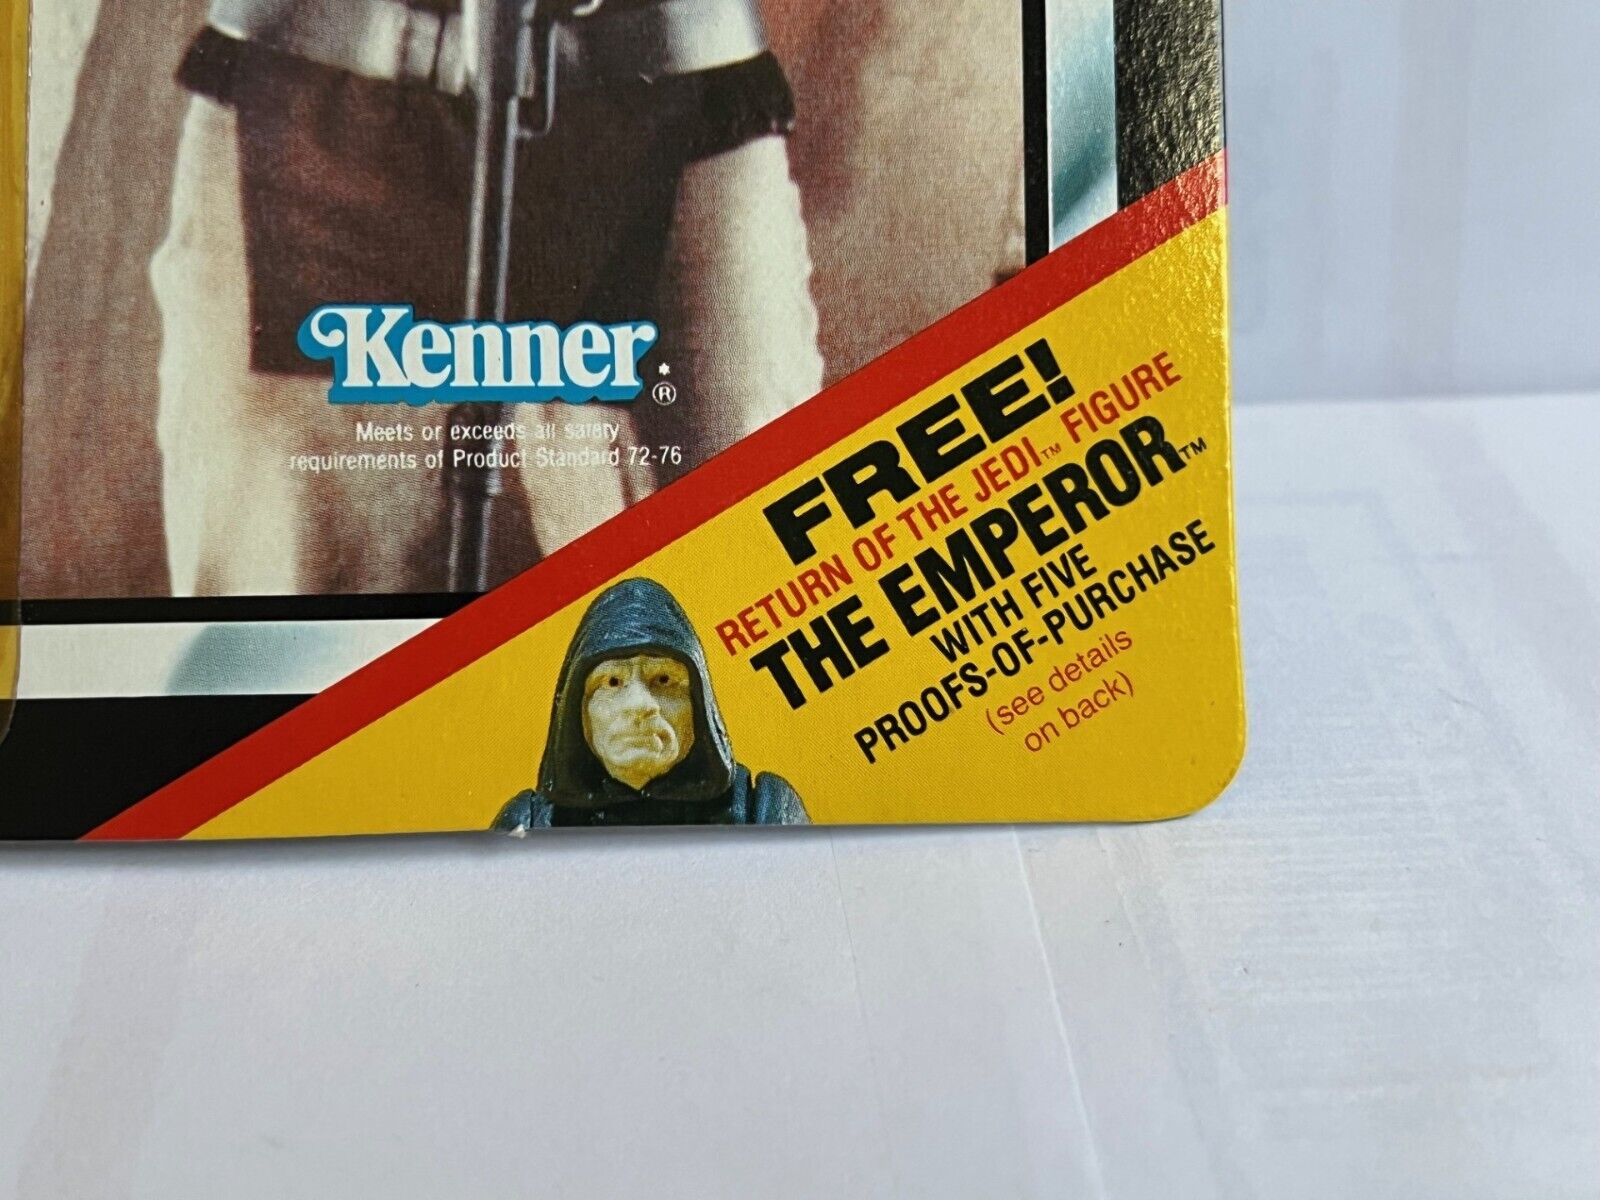 Kenner®
Meets or exceeds all safety
requirements of Product Standard 72-76
FREE!
RETURN OF THE JEDI™ FIGURE
THE EMPEROR™
WITH FIVE
PROOFS-OF-PURCHASE
(see details
on back)